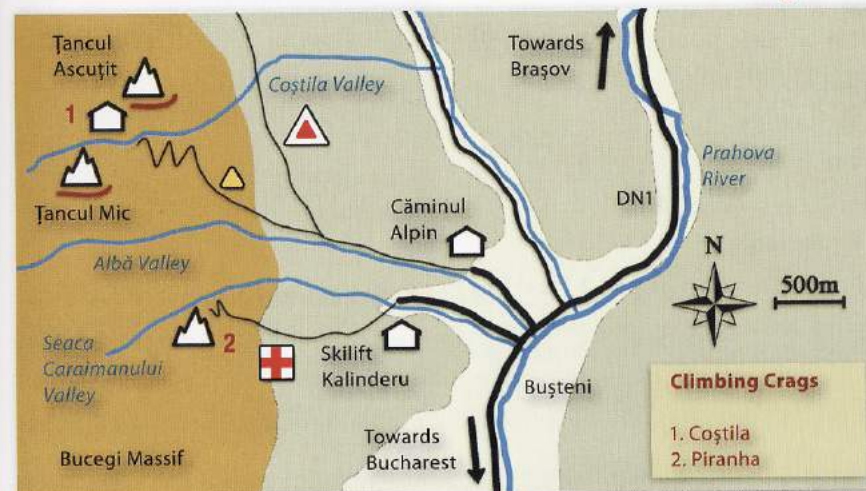 Țancul
Ascuțit
1
Țancul Mic
Coștila Valley
Towards
Brașov
Prahova
River
DN1
Căminul
Alpin
Albă Valley
N
500m
2
Seaca
Caraimanului
Valley
Skilift
Kalinderu
Bușteni
Towards
Bucharest
Bucegi Massif
Climbing Crags
1. Coștila
2. Piranha